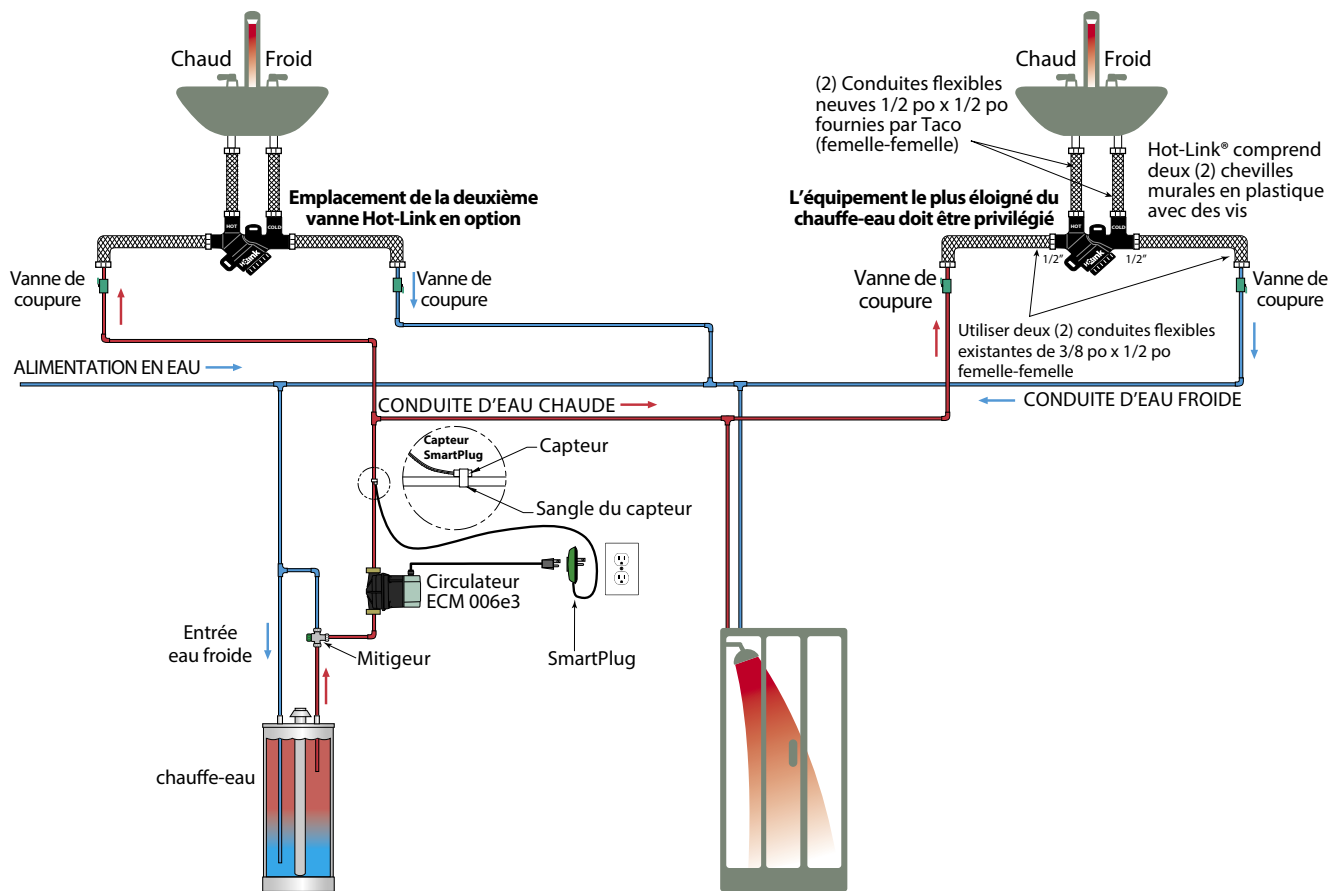 Chaud Froid
Emplacement de la deuxième
vanne Hot-Link en option
HOT
COLD
HotLink
Vanne de
coupure
Vanne de
coupure
Chaud Froid
(2) Conduites flexibles
neuves 1/2 po x 1/2 po
fournies par Taco
(femelle-femelle)
Hot-Link® comprend
deux (2) chevilles
murales en plastique
avec des vis
L'équipement le plus éloigné du
chauffe-eau doit être privilégié
HOT
COLD
HotLink
1/2"
1/2"
Vanne de
coupure
Vanne de
coupure
Utiliser deux (2) conduites flexibles
existantes de 3/8 po x 1/2 po
femelle-femelle
ALIMENTATION EN EAU
CONDUITE D'EAU CHAUDE
CONDUITE D'EAU FROIDE
Capteur
SmartPlug
Capteur
Sangle du capteur
Circulateur
ECM 006e3
SmartPlug
Entrée
eau froide
Mitigeur
chauffe-eau